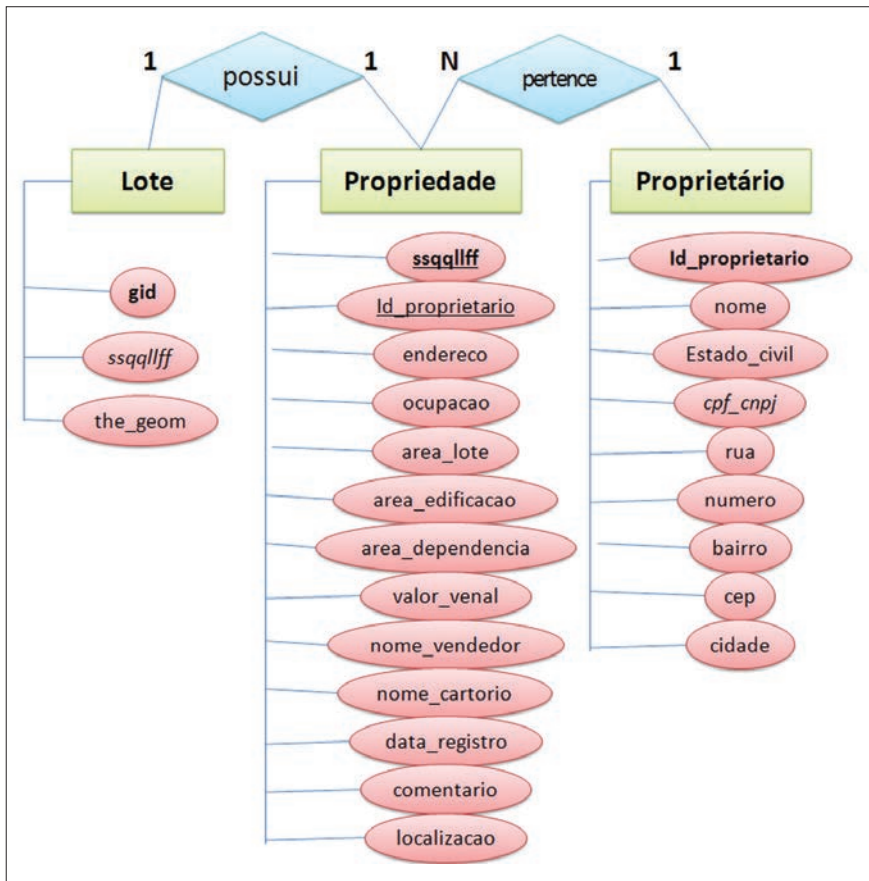 1 possui 1 N pertence 1
Lote
gid
ssqqllff
the_geom
Propriedade
ssqqllff
Id_proprietario
endereco
ocupacao
area_lote
area_edificacao
area_dependencia
valor_venal
nome_vendedor
nome_cartorio
data_registro
comentario
localizacao
Proprietário
Id_proprietario
nome
Estado_civil
cpf_cnpj
rua
numero
bairro
cep
cidade